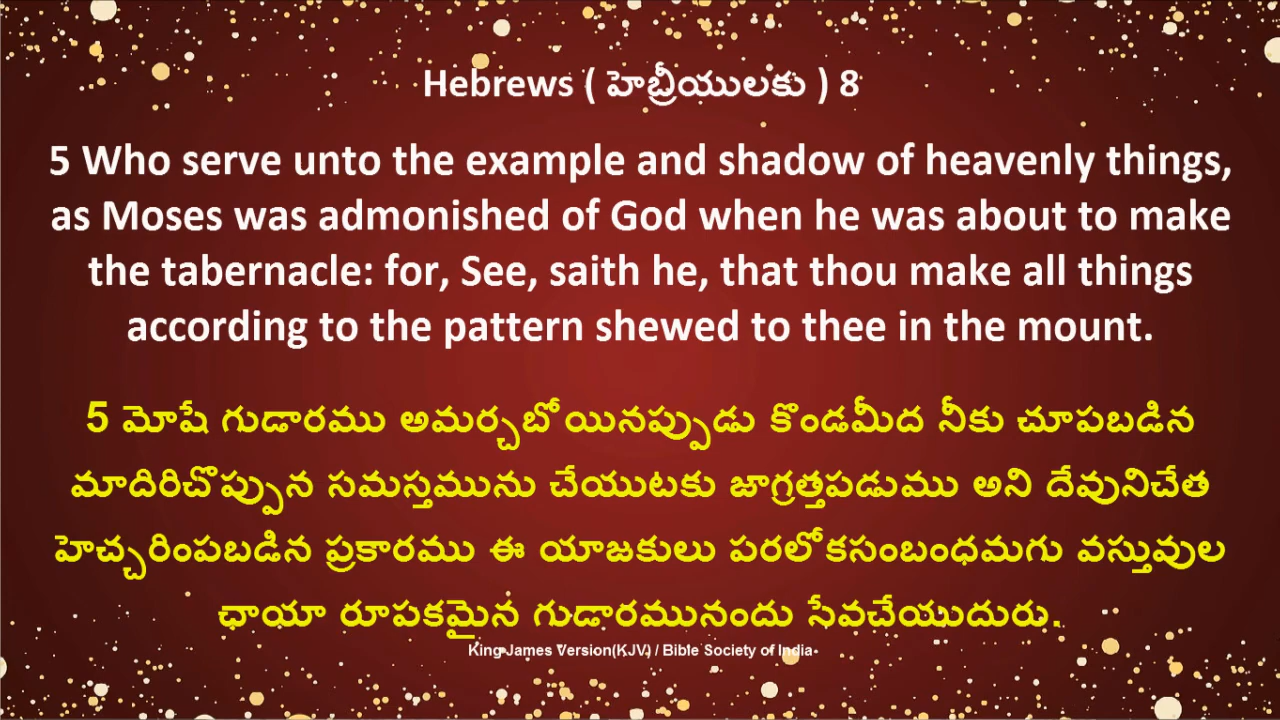 Hebrews ( హెబ్రీయులకు ) 8
5 Who serve unto the example and shadow of heavenly things,
as Moses was admonished of God when he was about to make
the tabernacle: for, See, saith he, that thou make all things
according to the pattern shewed to thee in the mount.
5 మోషే గుడారము అమర్చబోయినప్పుడు కొండమీద నీకు చూపబడిన
మాదిరిచొప్పున సమస్తమును చేయుటకు జాగ్రత్తపడుము అని దేవునిచేత
హెచ్చరింపబడిన ప్రకారము ఈ యాజకులు పరలోకసంబంధమగు వస్తువుల
ఛాయా రూపకమైన గుడారమునందు సేవచేయుదురు.
King James Version(KJV) / Bible Society of India